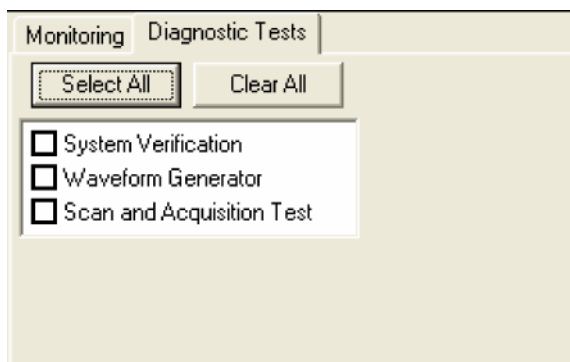 Monitoring Diagnostic Tests
Select All Clear All
System Verification
Waveform Generator
Scan and Acquisition Test